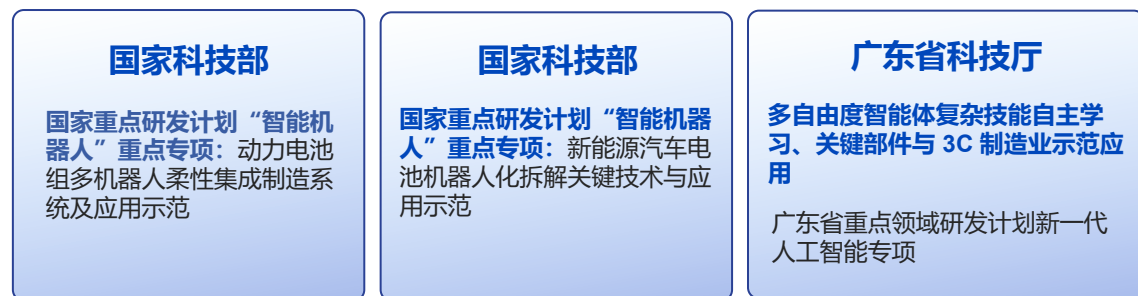 国家科技部
国家重点研发计划“智能机
器人”重点专项：动力电池
组多机器人柔性集成制造系
统及应用示范
国家科技部
国家重点研发计划“智能机器
人”重点专项：新能源汽车电
池机器人化拆解关键技术与应
用示范
广东省科技厅
多自由度智能体复杂技能自主学
习、关键部件与 3C 制造业示范应
用
广东省重点领域研发计划新一代
人工智能专项